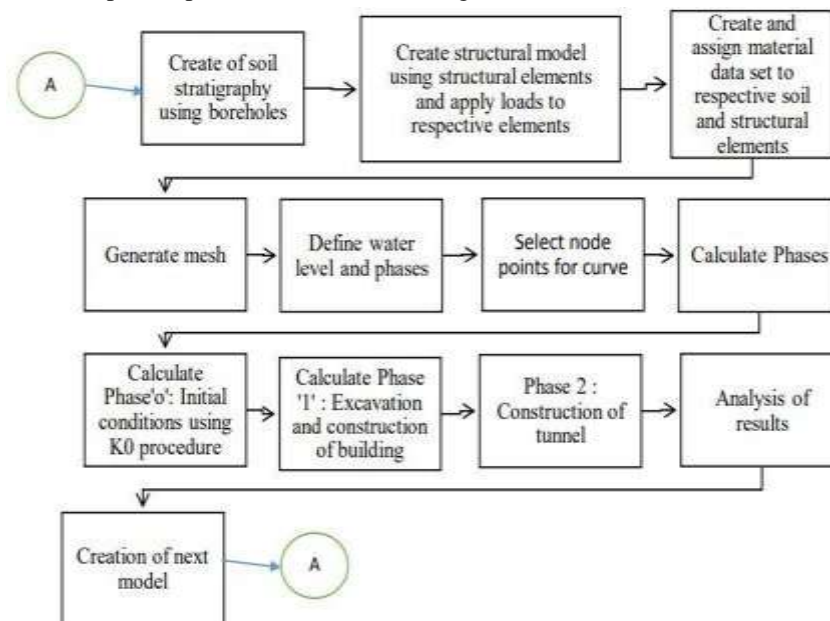 A
Create of soil
stratigraphy
using boreholes
Create structural model
using structural elements
and apply loads to
respective elements
Create and
assign material
data set to
respective soil
and structural
elements
Generate mesh
Define water
level and phases
Select node
points for curve
Calculate Phases
Calculate
Phase'o': Initial
conditions using
K0 procedure
Calculate Phase
'1' : Excavation
and construction
of building
Phase 2 :
Construction of
tunnel
Analysis of
results
Creation of next
model
A